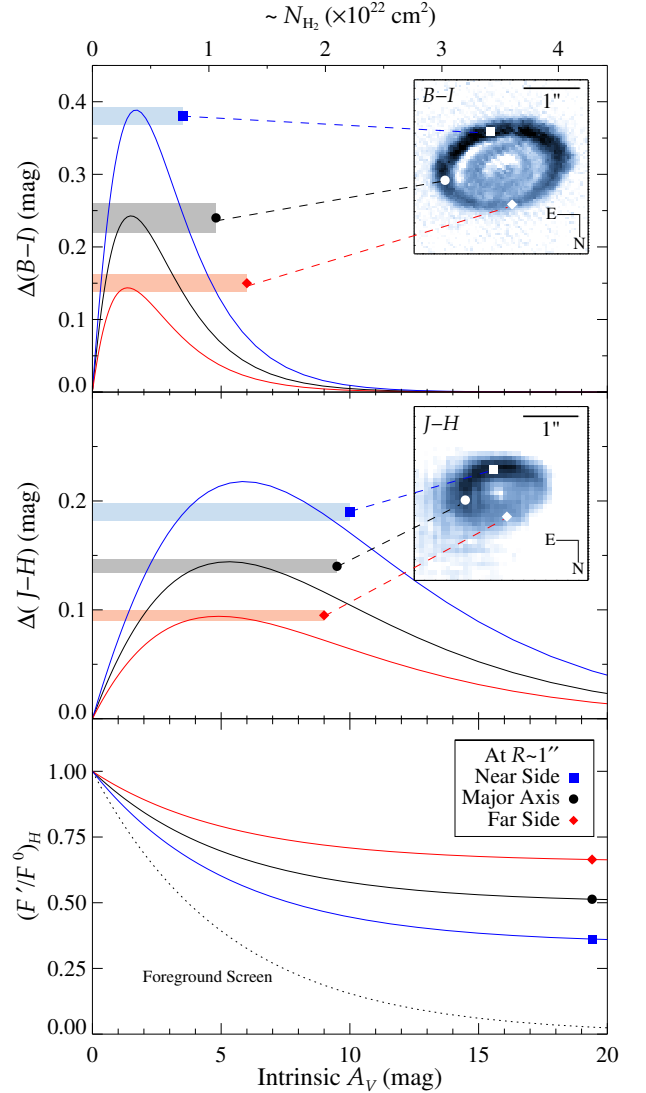 ~ N_H₂ (×10²² cm²)
0 1 2 3 4
Δ(B−I) (mag)
0.4
0.3
0.2
0.1
0.0
B−I
1"
E
N
Δ( J−H) (mag)
0.2
0.1
0.0
J−H
1"
E
N
(F ′/F ⁰)_H
1.00
0.75
0.50
0.25
0.00
At R~1′′
Near Side
Major Axis
Far Side
Foreground Screen
0 5 10 15 20
Intrinsic A_V (mag)